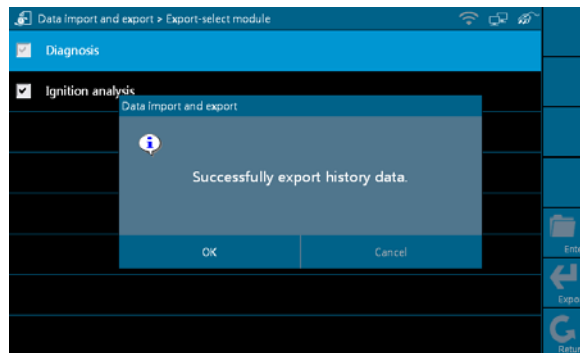 Data import and export > Export-select module
Diagnosis
Ignition analysis
Data import and export
Successfully export history data.
OK Cancel
Ente
Expo
Retur